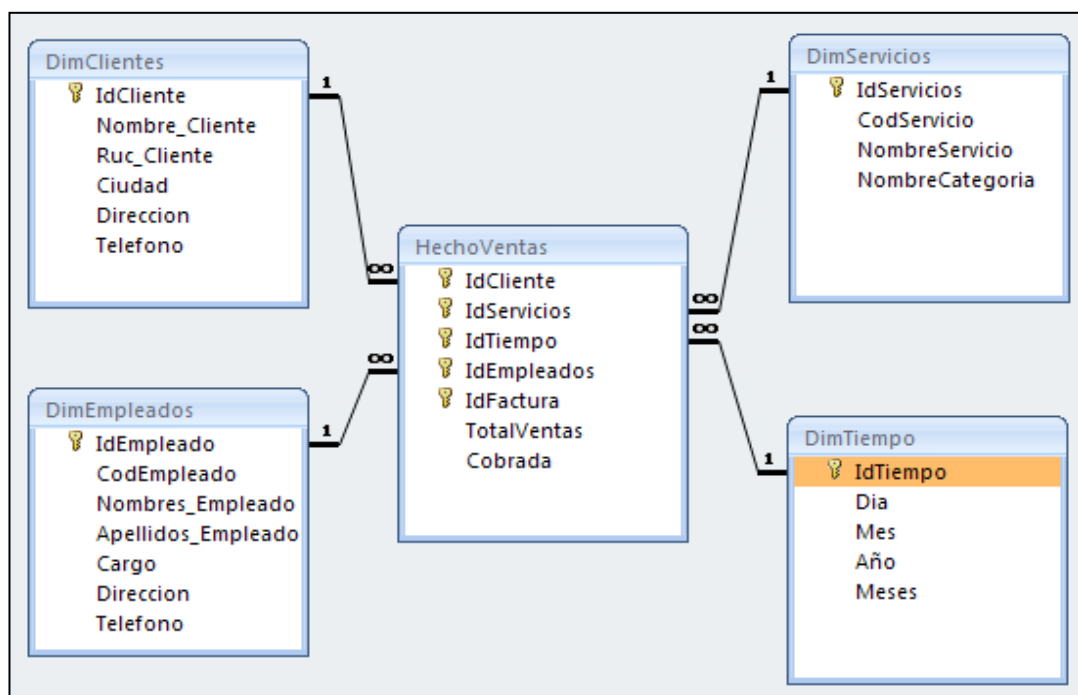 DimClientes
IdCliente
Nombre_Cliente
Ruc_Cliente
Ciudad
Direccion
Telefono
1
∞
DimServicios
IdServicios
CodServicio
NombreServicio
NombreCategoria
1
∞
HechoVentas
IdCliente
IdServicios
IdTiempo
IdEmpleados
IdFactura
TotalVentas
Cobrada
∞
∞
DimEmpleados
IdEmpleado
CodEmpleado
Nombres_Empleado
Apellidos_Empleado
Cargo
Direccion
Telefono
1
DimTiempo
IdTiempo
Dia
Mes
Año
Meses
1